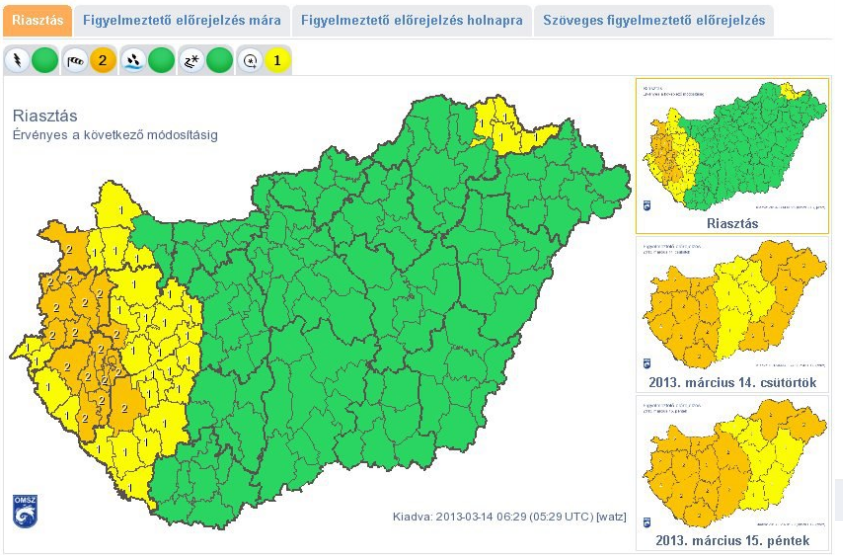 Riasztás Figyelmeztető előrejelzés mára Figyelmeztető előrejelzés holnapra Szöveges figyelmeztető előrejelzés
2 1
Riasztás
Érvényes a következő módosításig
OMSZ
Kiadva: 2013-03-14 06:29 (05:29 UTC) [watz]
Riasztás
2013. március 14. csütörtök
2013. március 15. péntek